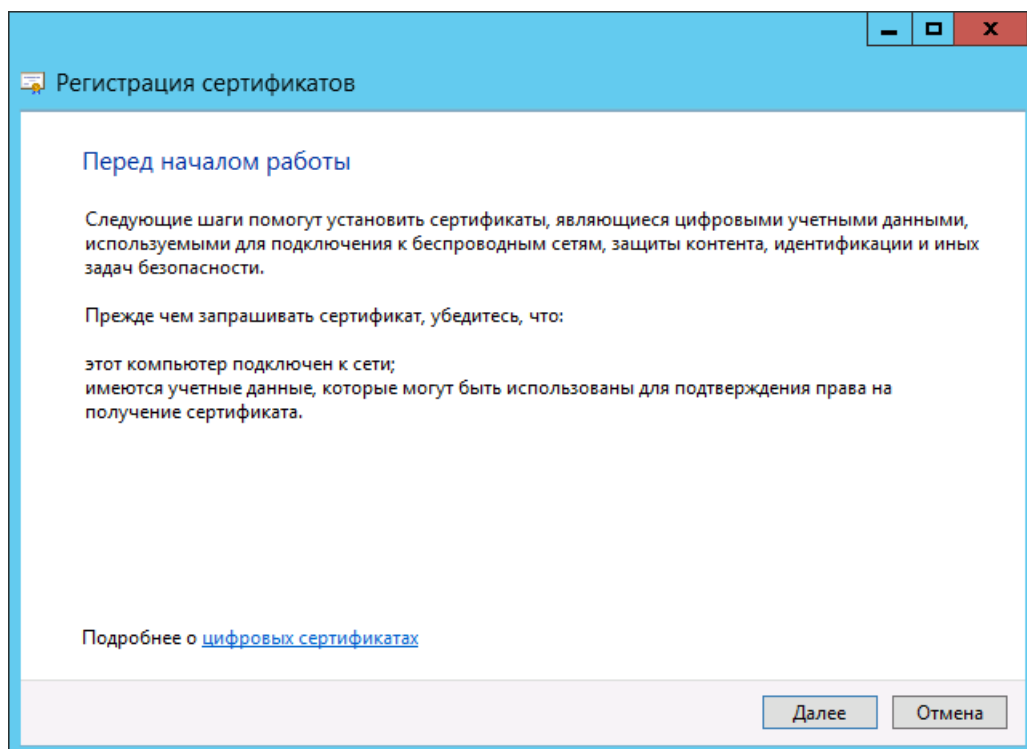 Регистрация сертификатов
Перед началом работы
Следующие шаги помогут установить сертификаты, являющиеся цифровыми учетными данными,
используемыми для подключения к беспроводным сетям, защиты контента, идентификации и иных
задач безопасности.
Прежде чем запрашивать сертификат, убедитесь, что:
этот компьютер подключен к сети;
имеются учетные данные, которые могут быть использованы для подтверждения права на
получение сертификата.
Подробнее о цифровых сертификатах
Далее
Отмена